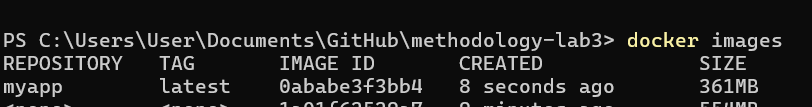 PS C:\Users\User\Documents\GitHub\methodology-lab3> docker images
REPOSITORY TAG IMAGE ID CREATED SIZE
myapp latest 0ababe3f3bb4 8 seconds ago 361MB